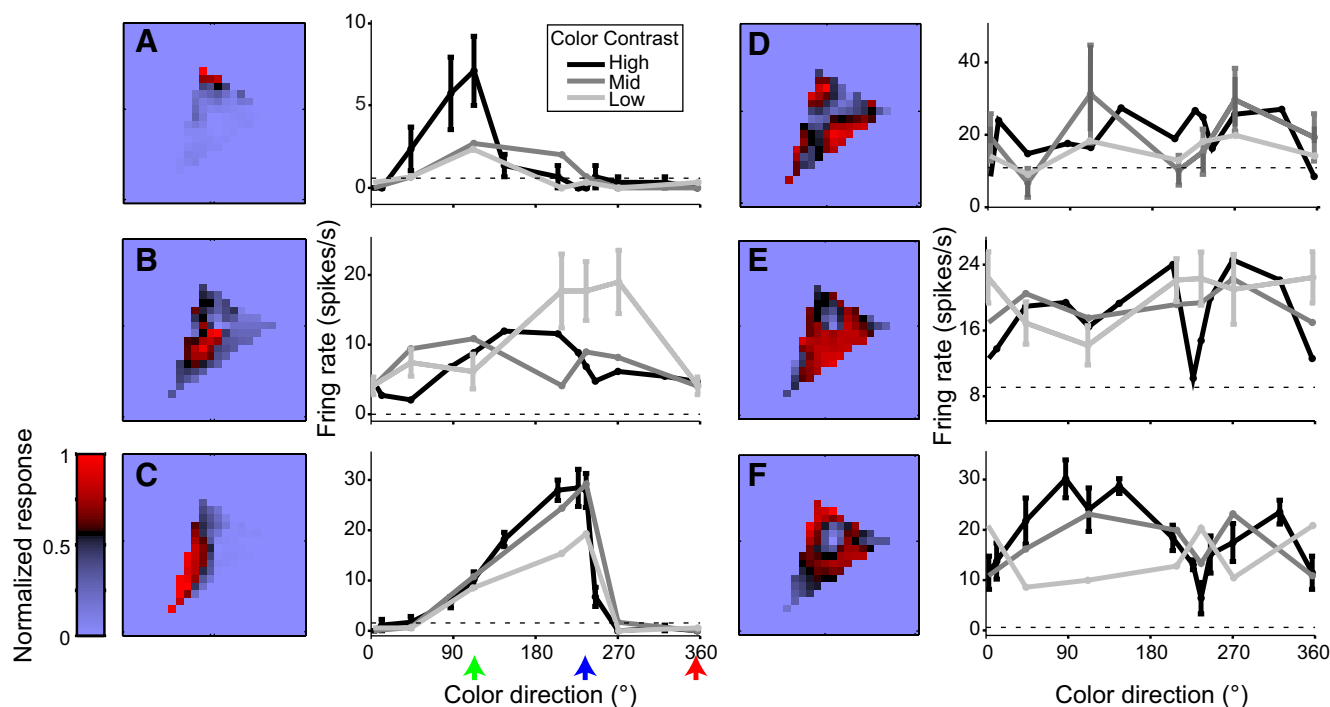 A
10
5
0
Color Contrast
High
Mid
Low
D
40
20
0
B
20
10
0
Fring rate (spikes/s)
E
24
16
8
Fring rate (spikes/s)
Normalized response
1
0.5
0
C
30
20
10
0
0 90 180 270 360
Color direction (°)
F
30
20
10
0
0 90 180 270 360
Color direction (°)